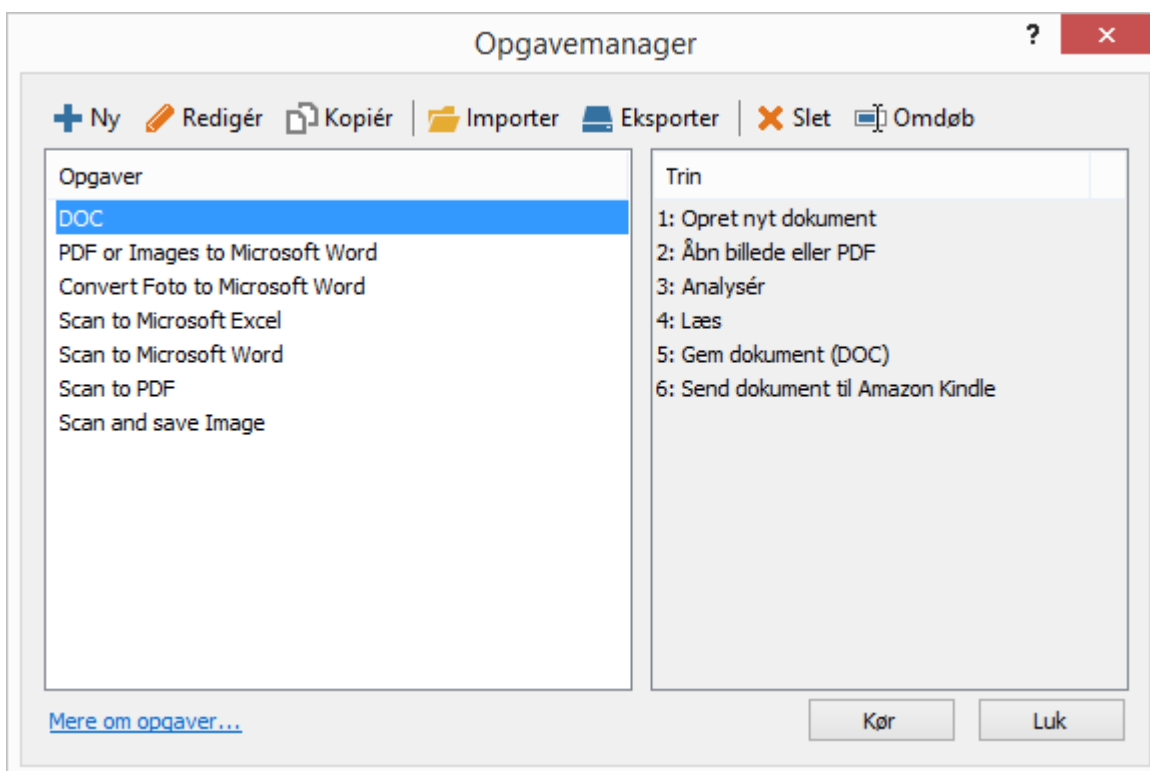 Opgavemanager
? ×
Ny Redigér Kopiér Importer Eksporter Slet Omdøb
Opgaver
DOC
PDF or Images to Microsoft Word
Convert Foto to Microsoft Word
Scan to Microsoft Excel
Scan to Microsoft Word
Scan to PDF
Scan and save Image
Trin
1: Opret nyt dokument
2: Åbn billede eller PDF
3: Analysér
4: Læs
5: Gem dokument (DOC)
6: Send dokument til Amazon Kindle
Mere om opgaver...
Kør
Luk